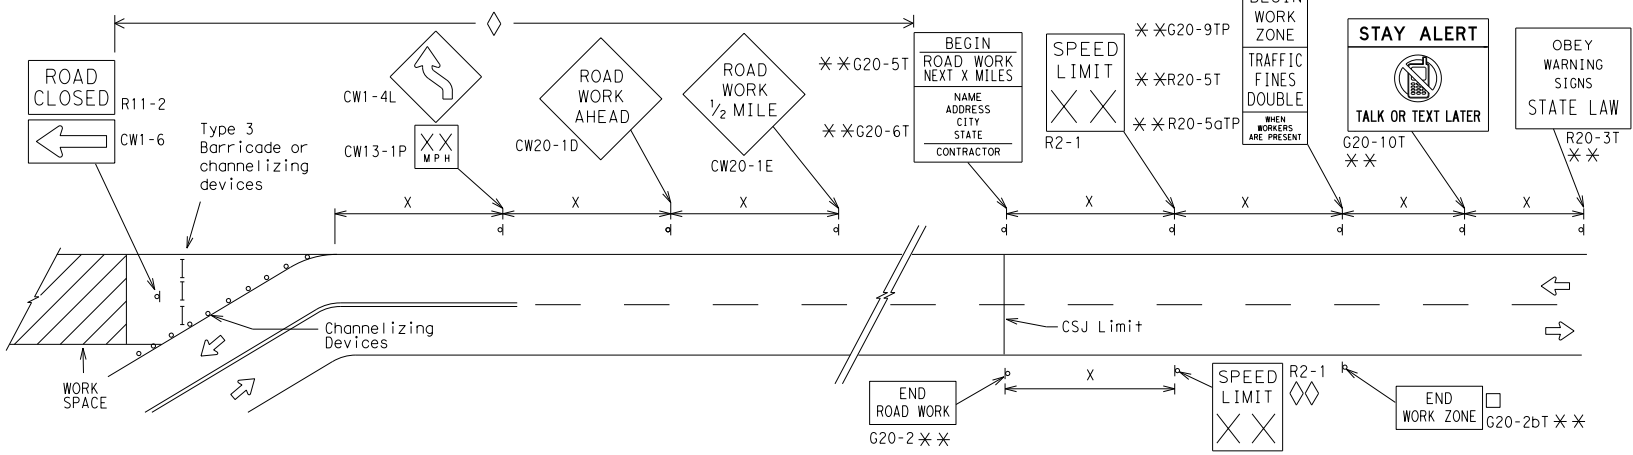 ROAD
CLOSED
R11-2
CW1-6
Type 3
Barricade or
channelizing
devices
CW1-4L
XX
MPH
CW13-1P
ROAD
WORK
AHEAD
CW20-1D
ROAD
WORK
1/2 MILE
CW20-1E
**G20-5T
BEGIN
ROAD WORK
NEXT X MILES
**G20-6T
NAME
ADDRESS
CITY
STATE
CONTRACTOR
SPEED
LIMIT
XX
R2-1
**G20-9TP
BEGIN
WORK
ZONE
**R20-5T
TRAFFIC
FINES
DOUBLE
**R20-5aTP
WHEN
WORKERS
ARE PRESENT
STAY ALERT
TALK OR TEXT LATER
G20-10T
**
OBEY
WARNING
SIGNS
STATE LAW
R20-3T
**
X
X
X
X
X
X
X
Channelizing
Devices
CSJ Limit
WORK
SPACE
X
END
ROAD WORK
G20-2 **
SPEED
LIMIT
XX
R2-1
END
WORK ZONE
G20-2bT **